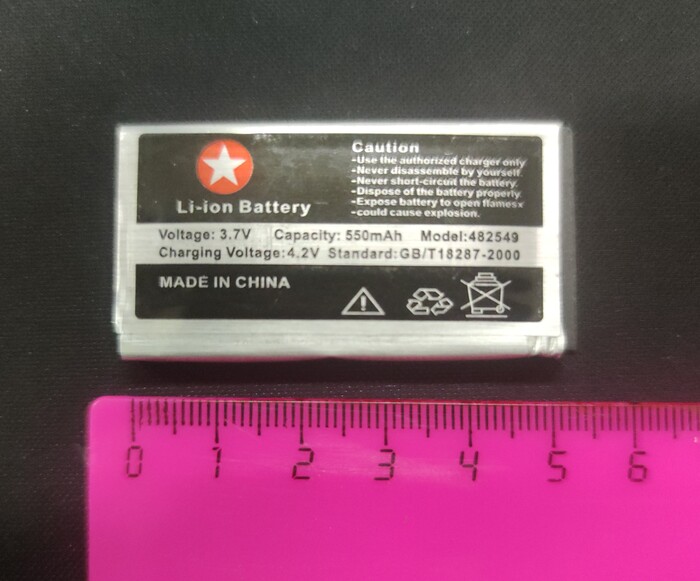 Caution
-Use the authorized charger only
-Never disassemble by yourself.
-Never short-circuit the battery.
-Dispose of the battery properly.
-Expose battery to open flames
-could cause explosion.
Li-ion Battery
Voltage: 3.7V Capacity: 550mAh Model:482549
Charging Voltage:4.2V Standard:GB/T18287-2000
MADE IN CHINA
0 1 2 3 4 5 6